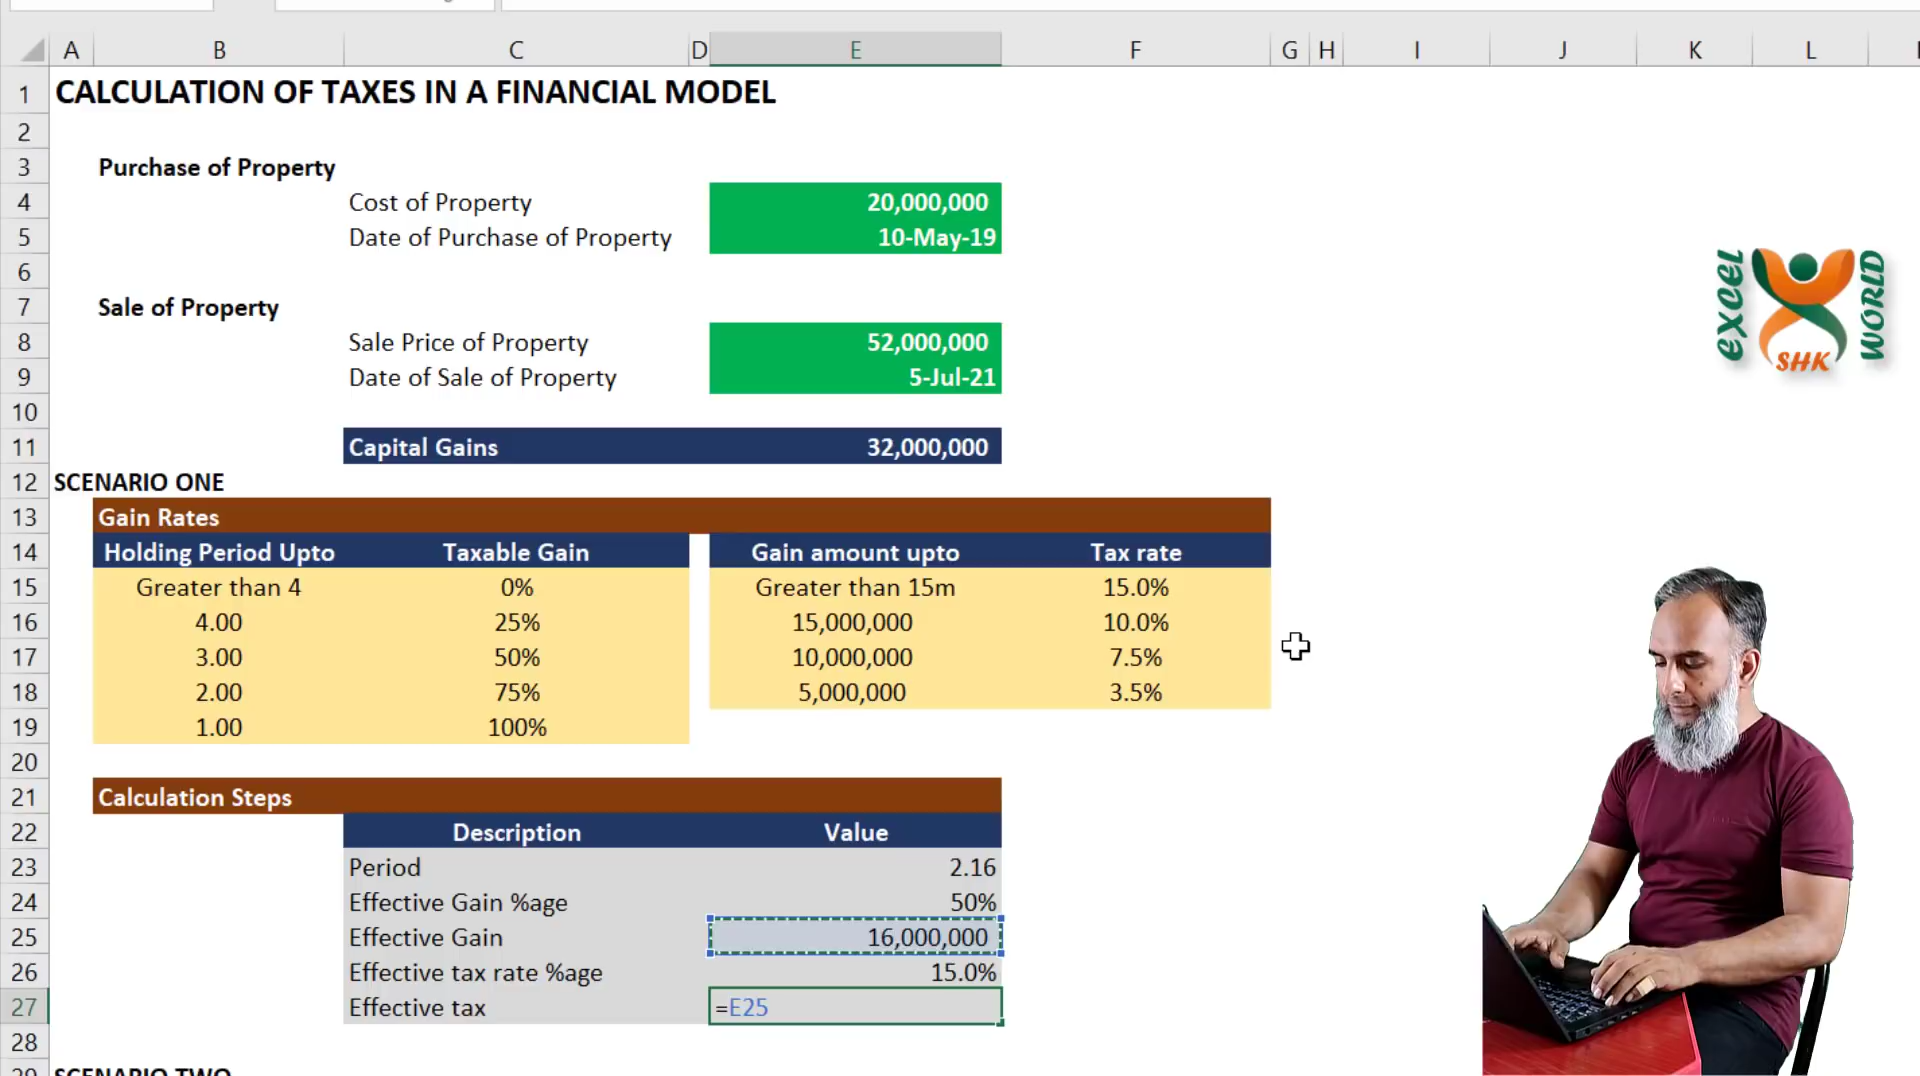 A B C D E F G H I J K L
1 CALCULATION OF TAXES IN A FINANCIAL MODEL
2
3 Purchase of Property
4 Cost of Property 20,000,000
5 Date of Purchase of Property 10-May-19
6
7 Sale of Property
8 Sale Price of Property 52,000,000
9 Date of Sale of Property 5-Jul-21
10
11 Capital Gains 32,000,000
12 SCENARIO ONE
13 Gain Rates
14 Holding Period Upto Taxable Gain Gain amount upto Tax rate
15 Greater than 4 0% Greater than 15m 15.0%
16 4.00 25% 15,000,000 10.0%
17 3.00 50% 10,000,000 7.5%
18 2.00 75% 5,000,000 3.5%
19 1.00 100%
20
21 Calculation Steps
22 Description Value
23 Period 2.16
24 Effective Gain %age 50%
25 Effective Gain 16,000,000
26 Effective tax rate %age 15.0%
27 Effective tax =E25
28
29 SCENARIO TWO
eXCeL WORLD
SHK